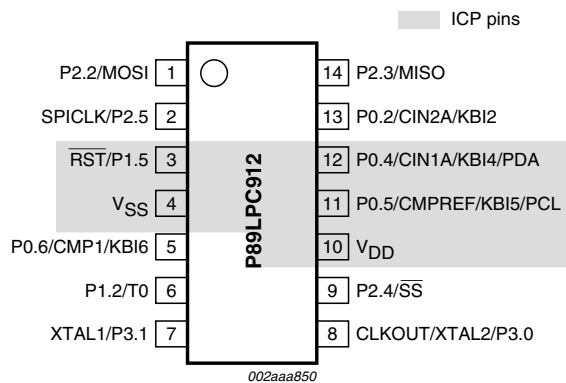 ICP pins
P2.2/MOSI 1
14 P2.3/MISO
SPICLK/P2.5 2
13 P0.2/CIN2A/KBI2
RST/P1.5 3
12 P0.4/CIN1A/KBI4/PDA
VSS 4
11 P0.5/CMPREF/KBI5/PCL
P0.6/CMP1/KBI6 5
10 VDD
P1.2/T0 6
9 P2.4/SS
XTAL1/P3.1 7
8 CLKOUT/XTAL2/P3.0
P89LPC912
002aaa850